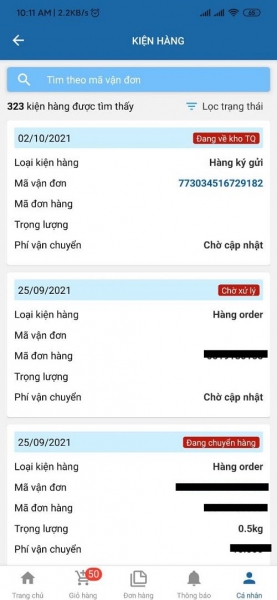 10:11 AM | 2.2KB/s
KIỆN HÀNG
Tìm theo mã vận đơn
323 kiện hàng được tìm thấy
Lọc trạng thái
02/10/2021 Đang về kho TQ
Loại kiện hàng Hàng ký gửi
Mã vận đơn 773034516729182
Mã đơn hàng
Trọng lượng
Phí vận chuyển Chờ cập nhật
25/09/2021 Chờ xử lý
Loại kiện hàng Hàng order
Mã vận đơn
Mã đơn hàng
Trọng lượng
Phí vận chuyển Chờ cập nhật
25/09/2021 Đang chuyển hàng
Loại kiện hàng Hàng order
Mã vận đơn
Mã đơn hàng
Trọng lượng 0.5kg
Phí vận chuyển
50
Trang chủ Giỏ hàng Đơn hàng Thông báo Cá nhân